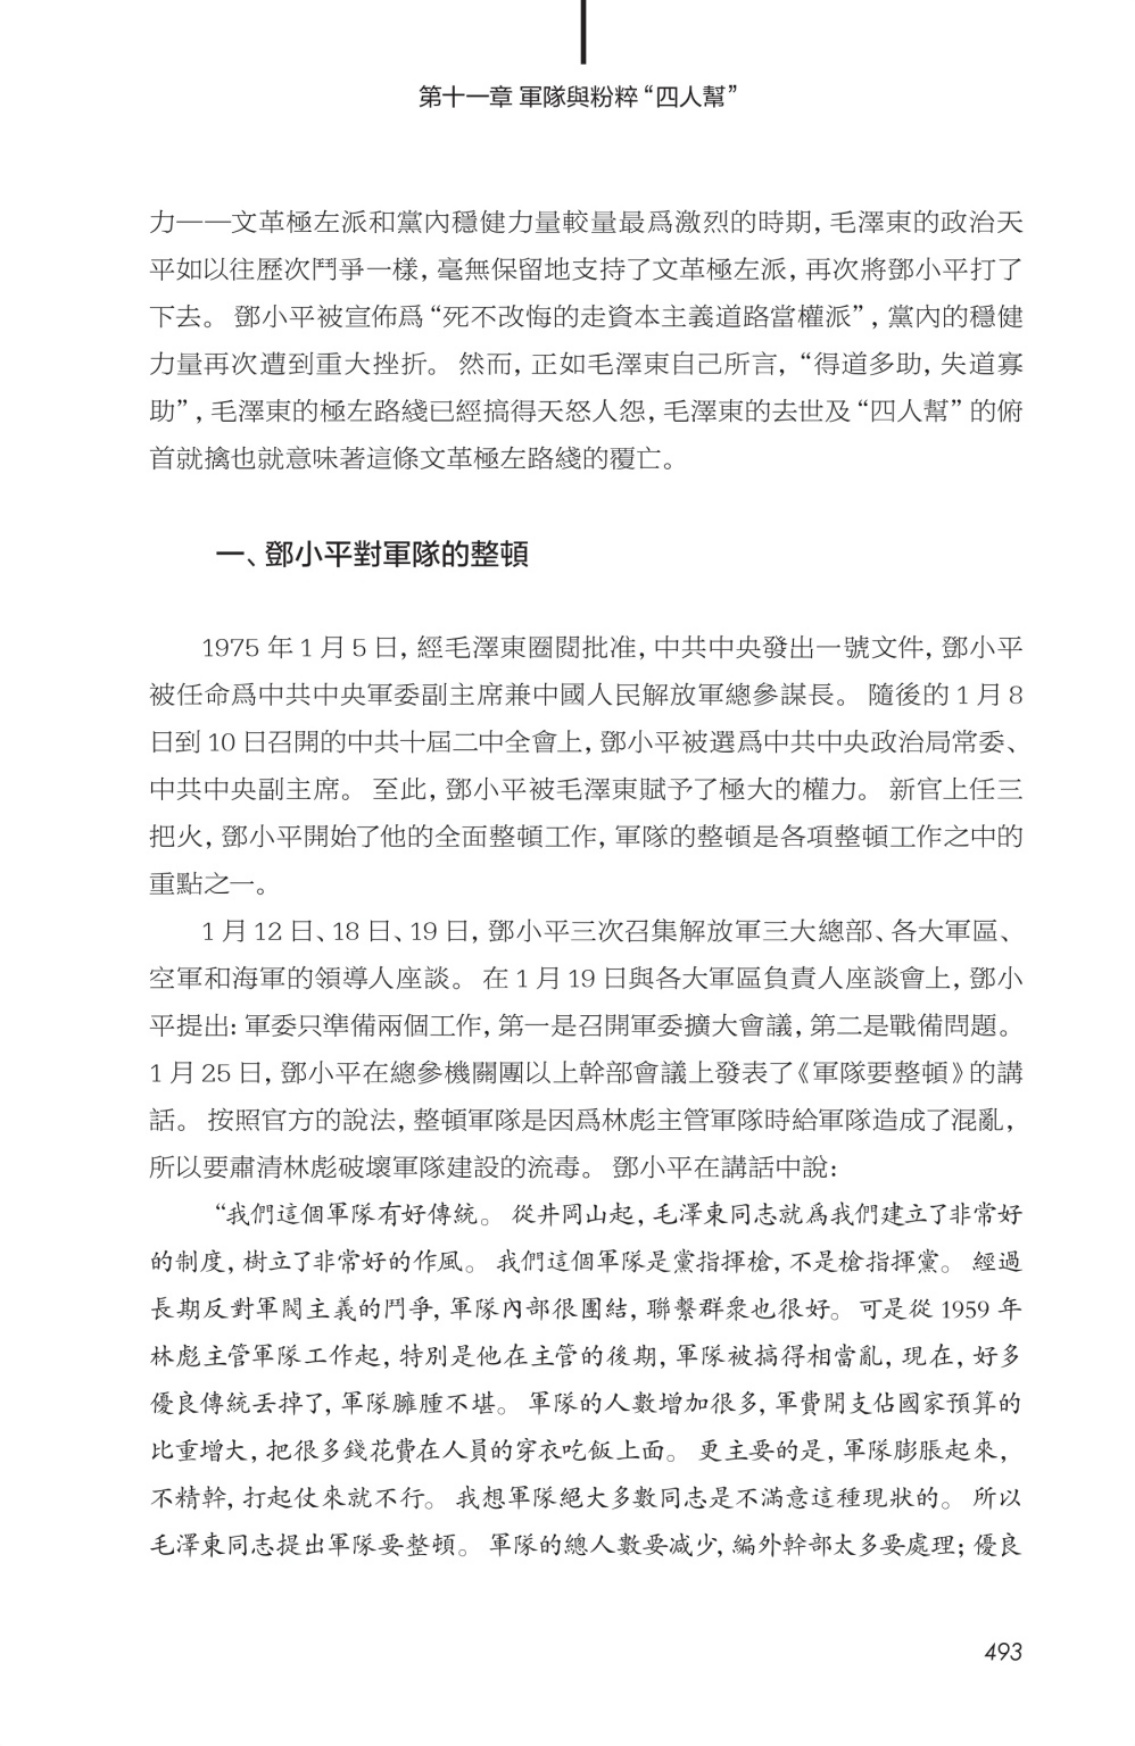 第十一章 軍隊與粉粹“四人幫”
力——文革極左派和黨內穩健力量較量最爲激烈的時期，毛澤東的政治天
平如以往歷次鬥爭一樣，毫無保留地支持了文革極左派，再次將鄧小平打了
下去。 鄧小平被宣佈爲“死不改悔的走資本主義道路當權派”，黨內的穩健
力量再次遭到重大挫折。 然而，正如毛澤東自己所言，“得道多助，失道寡
助”，毛澤東的極左路綫已經搞得天怒人怨，毛澤東的去世及“四人幫”的俯
首就擒也就意味著這條文革極左路綫的覆亡。
一、鄧小平對軍隊的整頓
1975 年 1 月 5 日，經毛澤東圈閱批准，中共中央發出一號文件，鄧小平
被任命爲中共中央軍委副主席兼中國人民解放軍總參謀長。 隨後的 1 月 8
日到 10 日召開的中共十屆二中全會上，鄧小平被選爲中共中央政治局常委、
中共中央副主席。 至此，鄧小平被毛澤東賦予了極大的權力。 新官上任三
把火，鄧小平開始了他的全面整頓工作，軍隊的整頓是各項整頓工作之中的
重點之一。
1 月 12 日、18 日、19 日，鄧小平三次召集解放軍三大總部、各大軍區、
空軍和海軍的領導人座談。 在 1 月 19 日與各大軍區負責人座談會上，鄧小
平提出：軍委只準備兩個工作，第一是召開軍委擴大會議，第二是戰備問題。
1 月 25 日，鄧小平在總參機關團以上幹部會議上發表了《軍隊要整頓》的講
話。 按照官方的說法，整頓軍隊是因爲林彪主管軍隊時給軍隊造成了混亂，
所以要肅清林彪破壞軍隊建設的流毒。 鄧小平在講話中說：
“我們這個軍隊有好傳統。 從井岡山起，毛澤東同志就爲我們建立了非常好
的制度，樹立了非常好的作風。 我們這個軍隊是黨指揮槍，不是槍指揮黨。 經過
長期反對軍閥主義的鬥爭，軍隊內部很團結，聯繫群衆也很好。 可是從 1959 年
林彪主管軍隊工作起，特別是他在主管的後期，軍隊被搞得相當亂，現在，好多
優良傳統丟掉了，軍隊臃腫不堪。 軍隊的人數增加很多，軍費開支佔國家預算的
比重增大，把很多錢花費在人員的穿衣吃飯上面。 更主要的是，軍隊膨脹起來，
不精幹，打起仗來就不行。 我想軍隊絕大多數同志是不滿意這種現狀的。 所以
毛澤東同志提出軍隊要整頓。 軍隊的總人數要减少，編外幹部太多要處理；優良
493